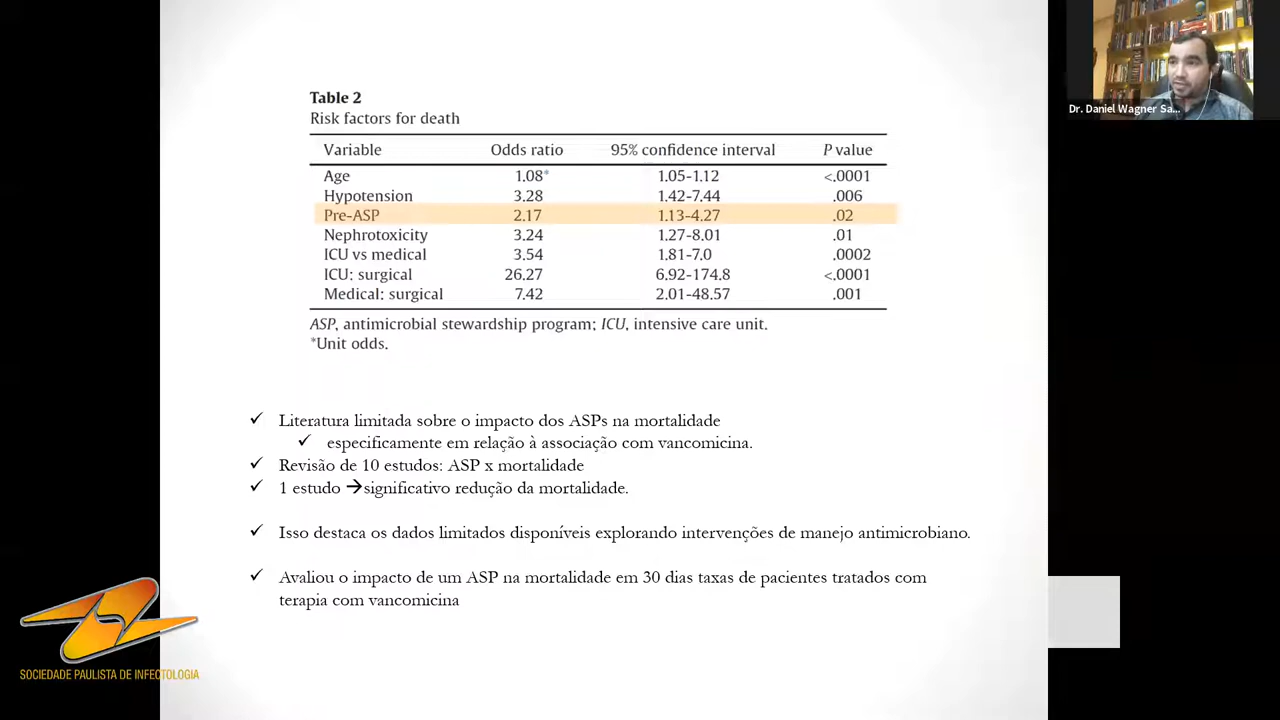 Dr. Daniel Wagner Sa...
Table 2
Risk factors for death
Variable Odds ratio 95% confidence interval P value
Age 1.08* 1.05-1.12 <.0001
Hypotension 3.28 1.42-7.44 .006
Pre-ASP 2.17 1.13-4.27 .02
Nephrotoxicity 3.24 1.27-8.01 .01
ICU vs medical 3.54 1.81-7.0 .0002
ICU: surgical 26.27 6.92-174.8 <.0001
Medical: surgical 7.42 2.01-48.57 .001
ASP, antimicrobial stewardship program; ICU, intensive care unit.
*Unit odds.
✓ Literatura limitada sobre o impacto dos ASPs na mortalidade
✓ especificamente em relação à associação com vancomicina.
✓ Revisão de 10 estudos: ASP x mortalidade
✓ 1 estudo →significativo redução da mortalidade.
✓ Isso destaca os dados limitados disponíveis explorando intervenções de manejo antimicrobiano.
✓ Avaliou o impacto de um ASP na mortalidade em 30 dias taxas de pacientes tratados com
terapia com vancomicina
SOCIEDADE PAULISTA DE INFECTOLOGIA